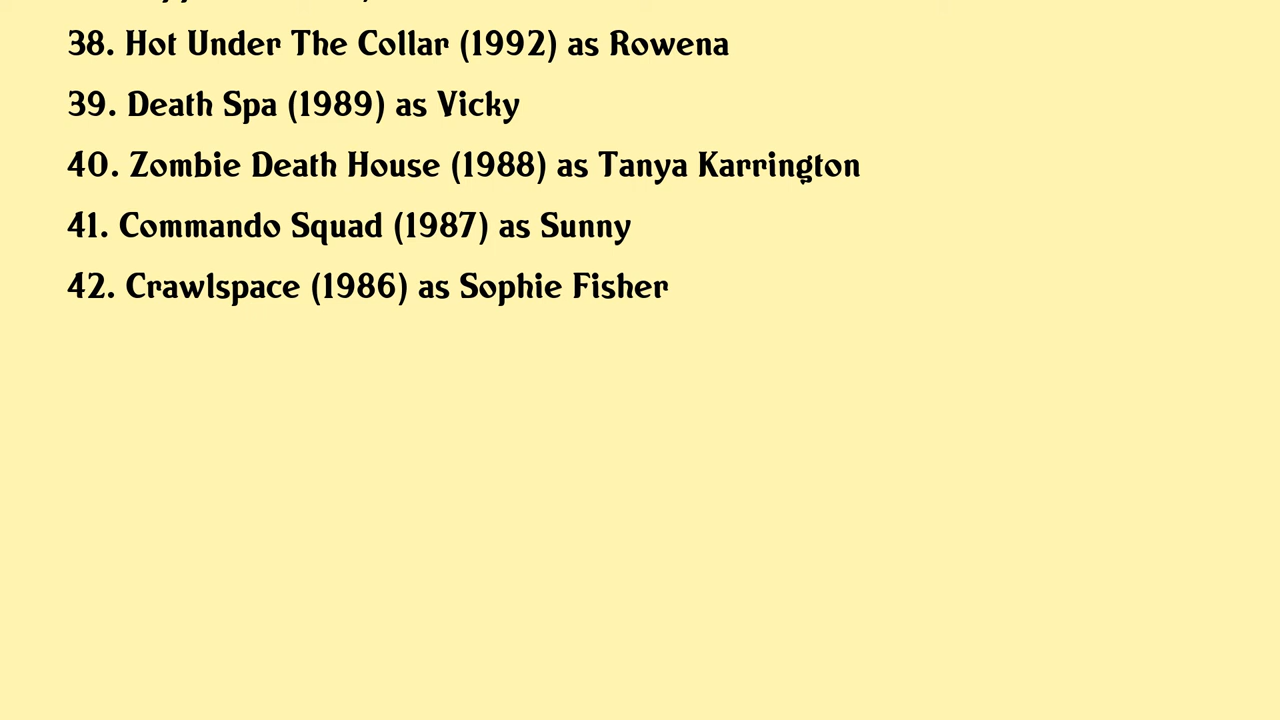 38. Hot Under The Collar (1992) as Rowena
39. Death Spa (1989) as Vicky
40. Zombie Death House (1988) as Tanya Karrington
41. Commando Squad (1987) as Sunny
42. Crawlspace (1986) as Sophie Fisher